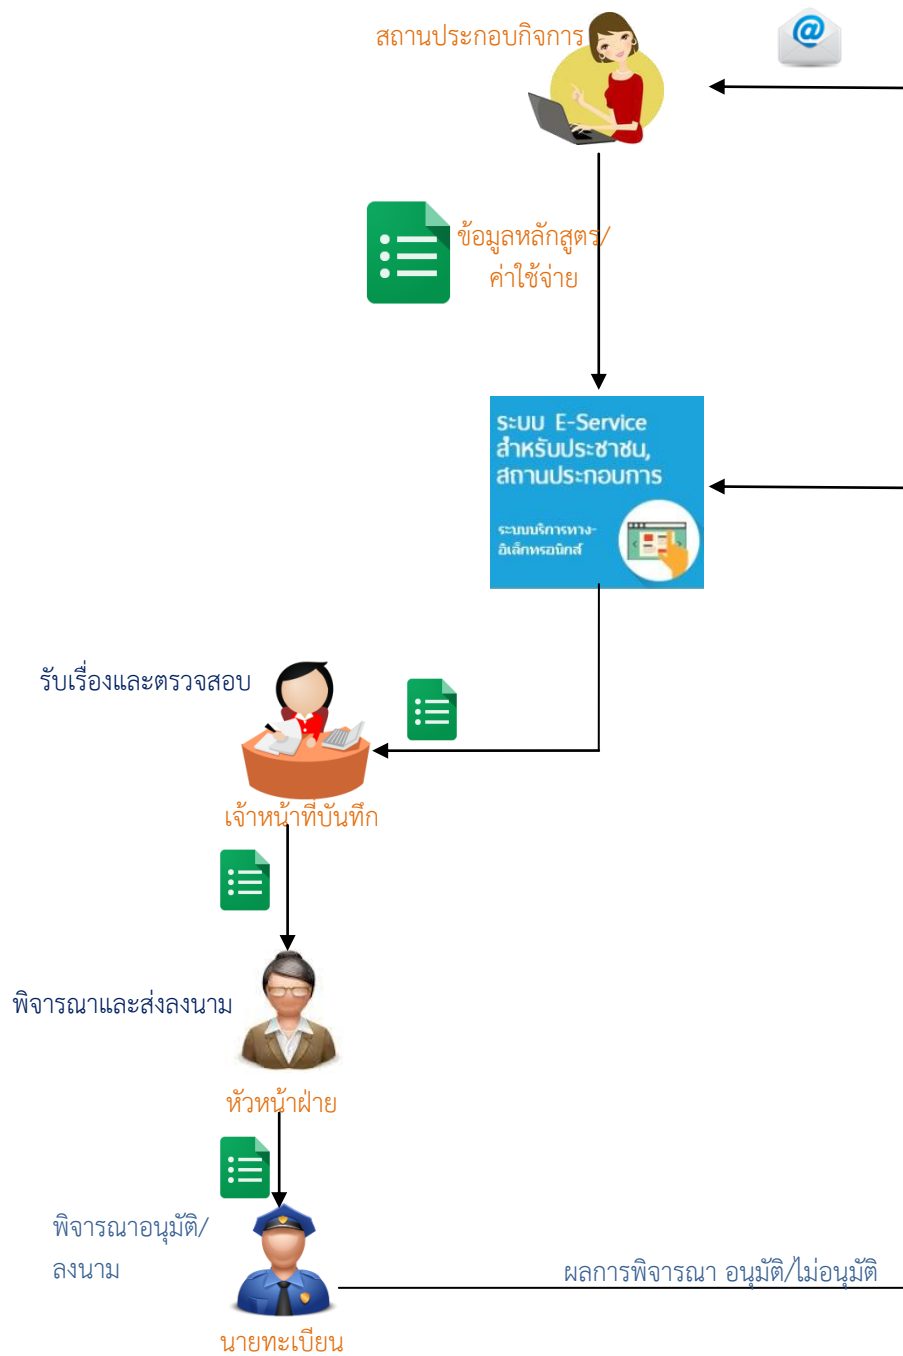 สถานประกอบกิจการ
@
ข้อมูลหลักสูตร/
ค่าใช้จ่าย
ระบบ E-Service
สำหรับประชาชน,
สถานประกอบการ
ระบบบริการทาง-
อิเล็กทรอนิกส์
รับเรื่องและตรวจสอบ
เจ้าหน้าที่บันทึก
พิจารณาและส่งลงนาม
หัวหน้าฝ่าย
พิจารณาอนุมัติ/
ลงนาม
ผลการพิจารณา อนุมัติ/ไม่อนุมัติ
นายทะเบียน